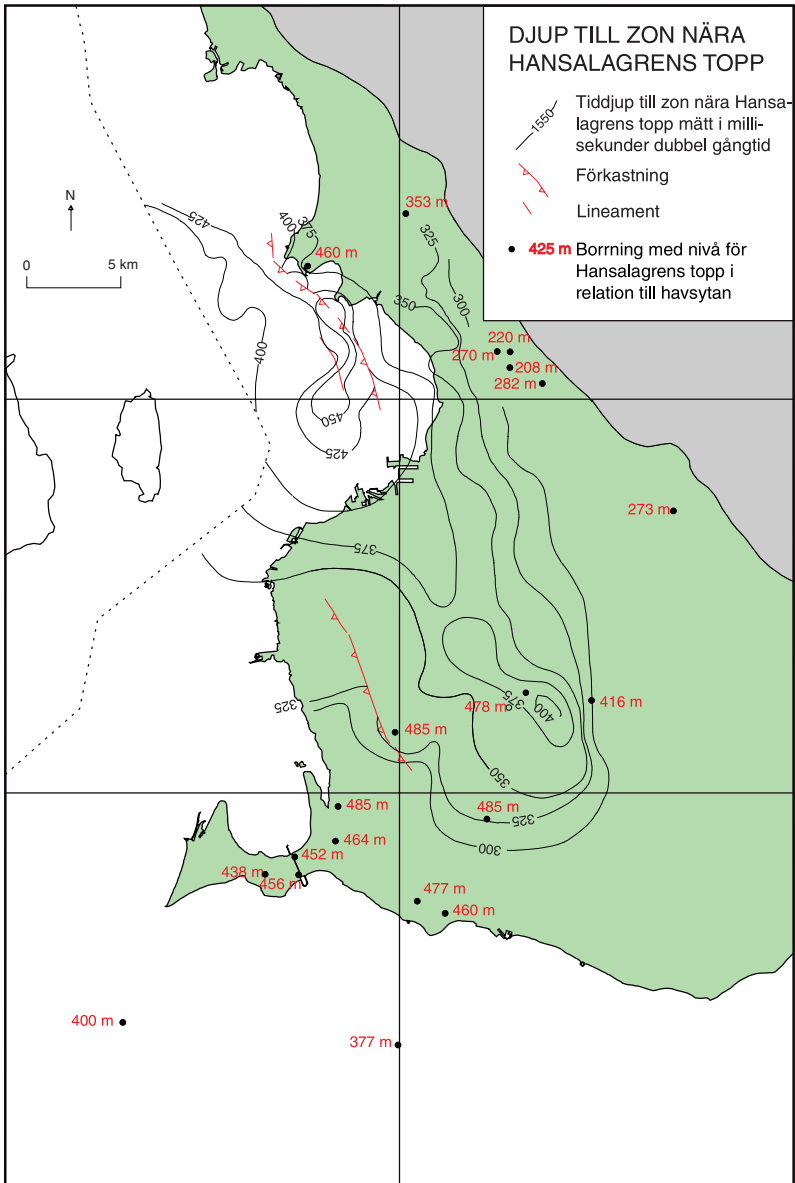 DJUP TILL ZON NÄRA
HANSALAGRENS TOPP
1550
Tiddjup till zon nära Hansa-
lagrens topp mätt i milli-
sekunder dubbel gångtid
Förkastning
Lineament
425 m Borrning med nivå för
Hansalagrens topp i
relation till havsytan
N
0 5 km
353 m
425
400
375
325
460 m
300
350
400
220 m
270 m
208 m
282 m
450
425
273 m
375
325
478 m
375
400
416 m
485 m
350
485 m
485 m
325
464 m
300
452 m
438 m
456 m
477 m
460 m
400 m
377 m